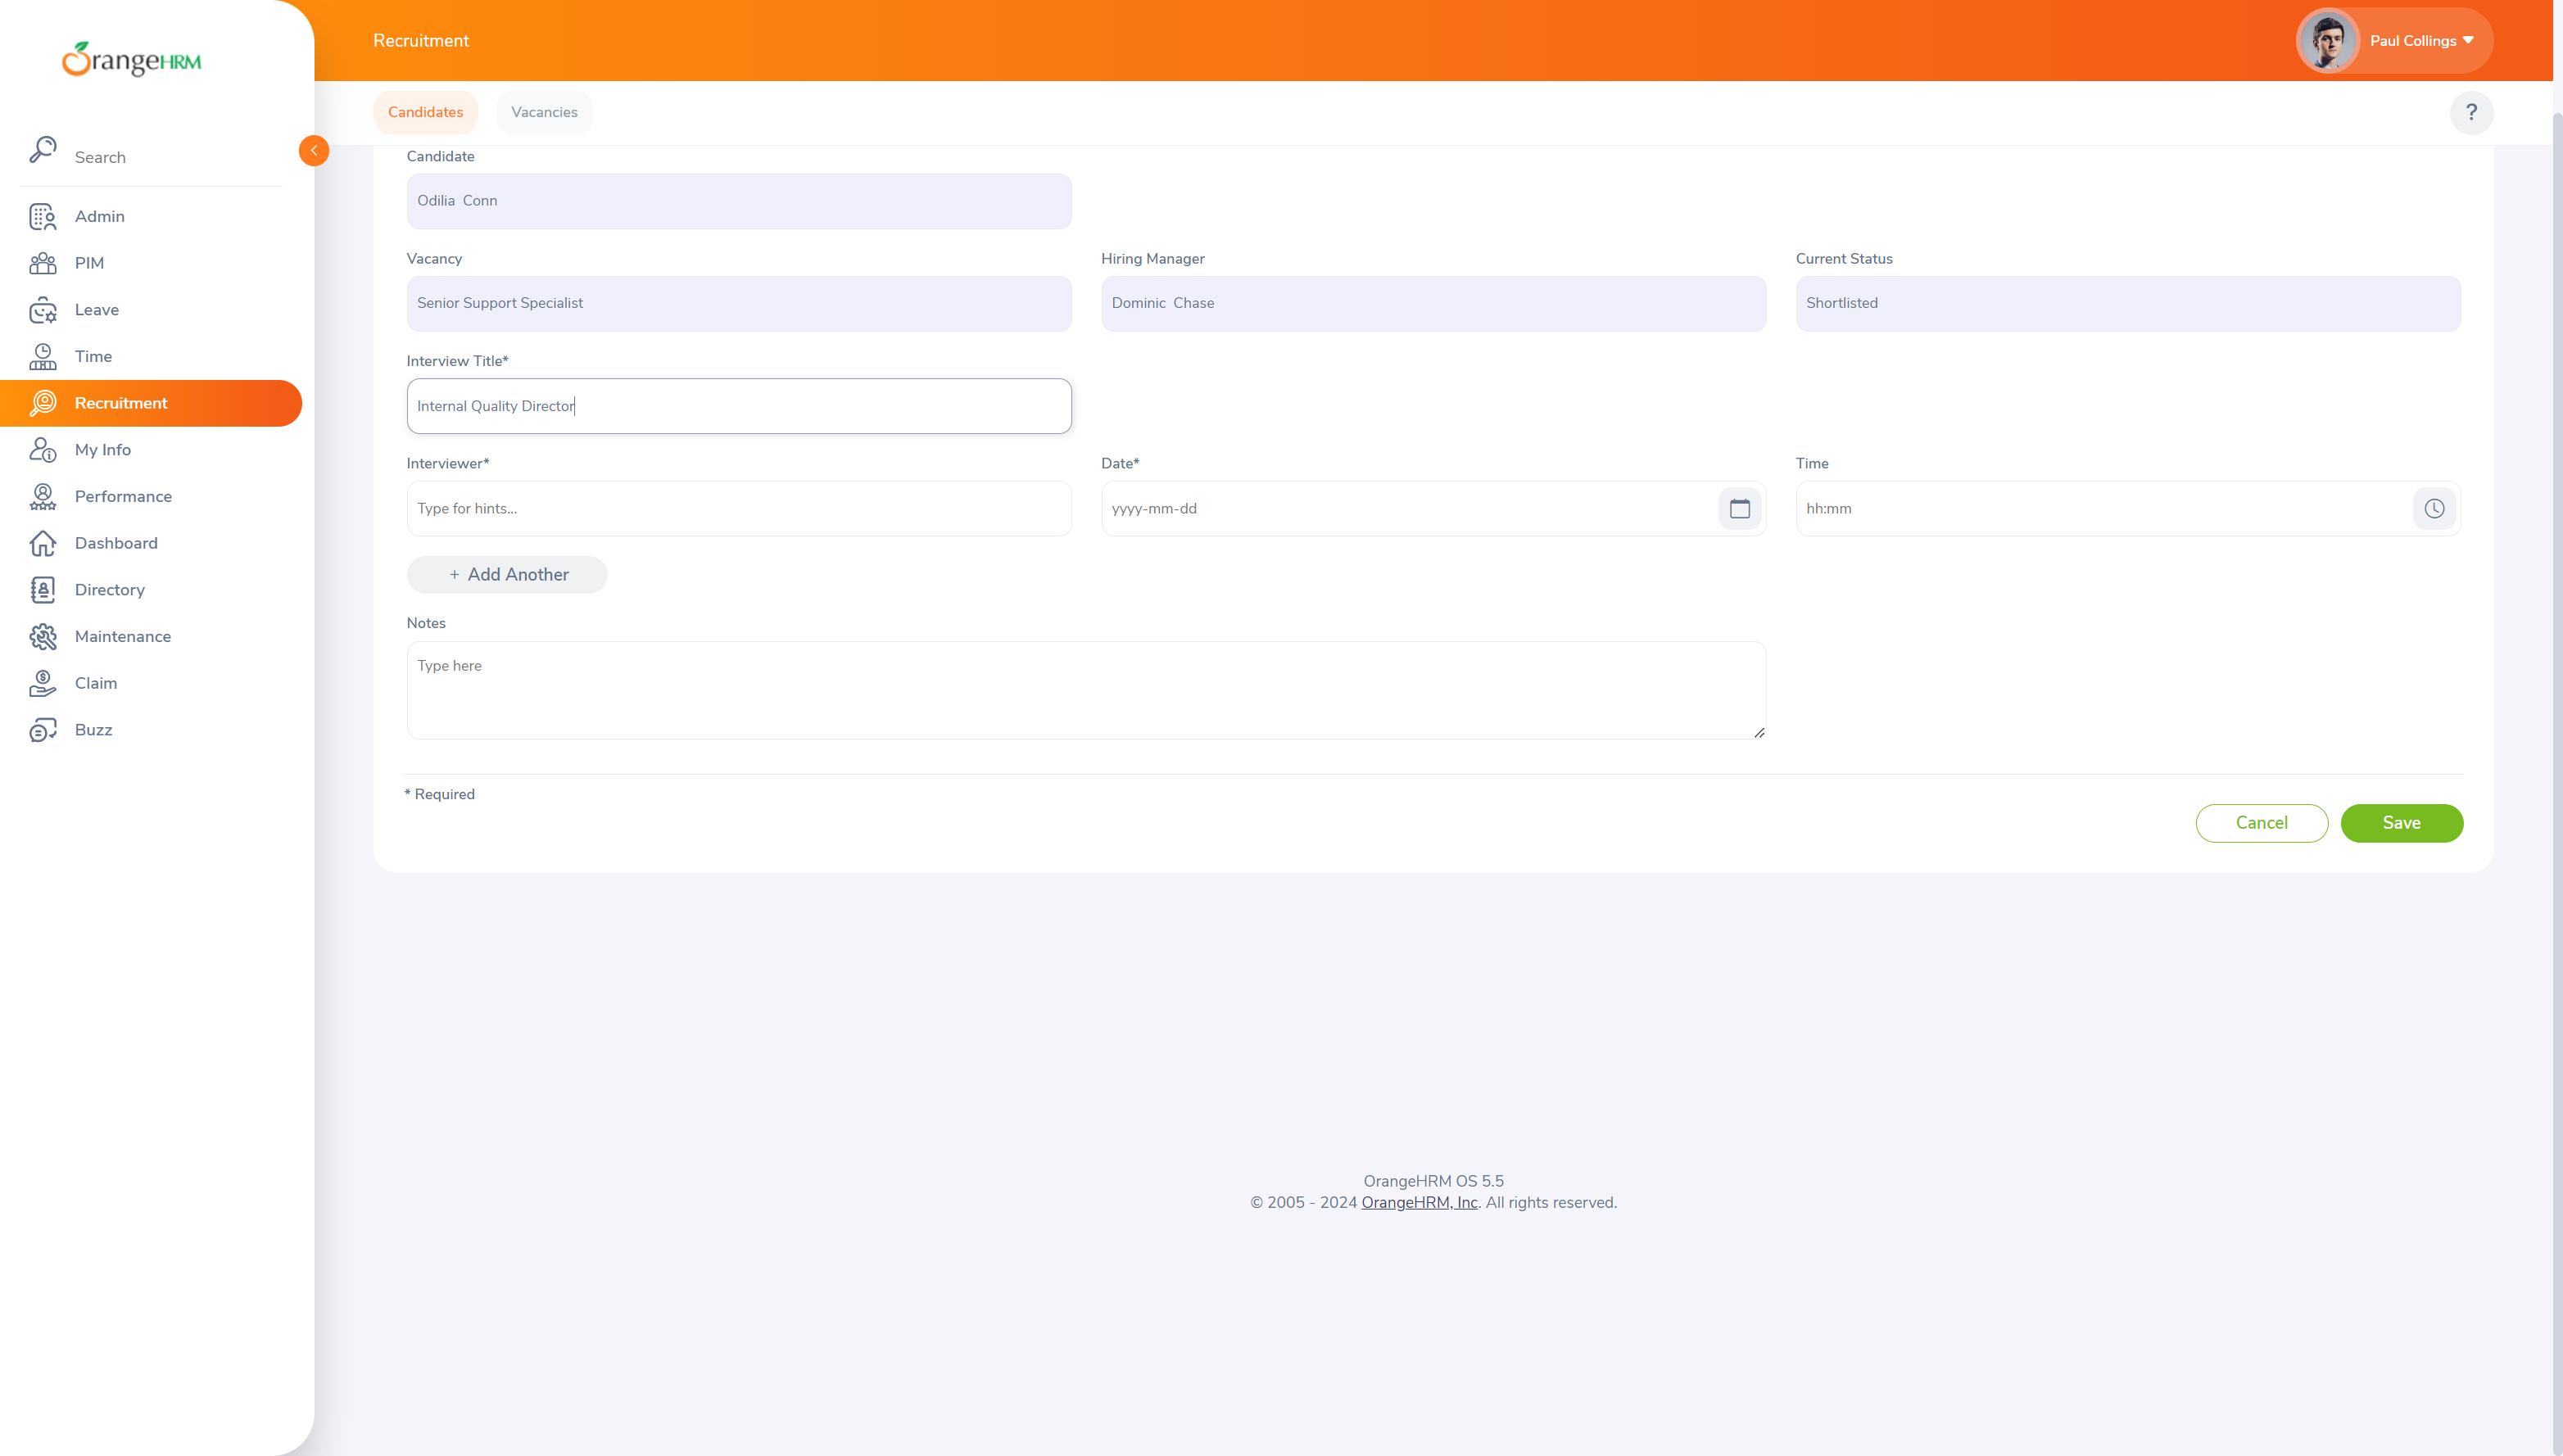 OrangeHRM
Search
Admin
PIM
Leave
Time
Recruitment
My Info
Performance
Dashboard
Directory
Maintenance
Claim
Buzz
Recruitment
Paul Collings
Candidates
Vacancies
?
Candidate
Odilia  Conn
Vacancy
Senior Support Specialist
Hiring Manager
Dominic  Chase
Current Status
Shortlisted
Interview Title*
Internal Quality Director
Interviewer*
Type for hints...
Date*
yyyy-mm-dd
Time
hh:mm
+ Add Another
Notes
Type here
* Required
Cancel
Save
OrangeHRM OS 5.5
© 2005 - 2024 OrangeHRM, Inc. All rights reserved.